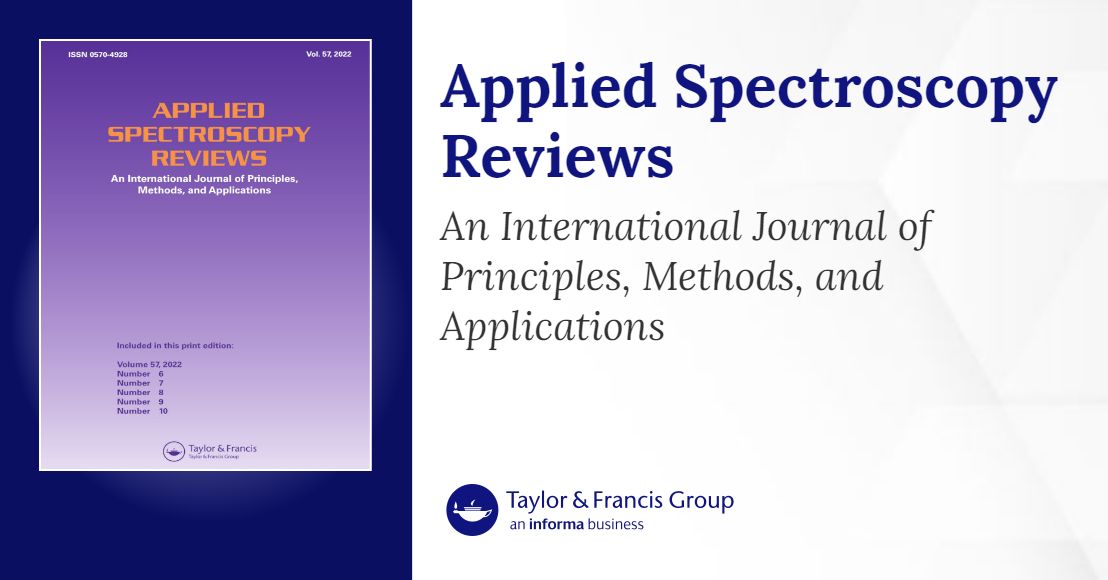 ISSN 0570-4928
Vol. 57, 2022
APPLIED
SPECTROSCOPY
REVIEWS
An International Journal of Principles,
Methods, and Applications
Included in this print edition:
Volume 57, 2022
Number 6
Number 7
Number 8
Number 9
Number 10
Taylor & Francis
Taylor & Francis Group
Applied Spectroscopy
Reviews
An International Journal of
Principles, Methods, and
Applications
Taylor & Francis Group
an informa business